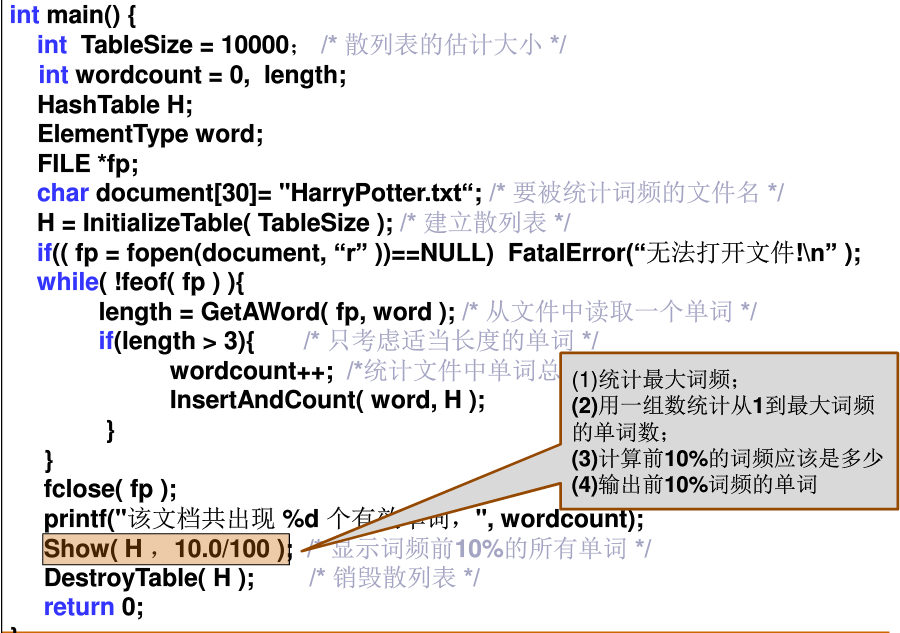 int main() {
int TableSize = 10000； /* 散列表的估计大小 */
int wordcount = 0, length;
HashTable H;
ElementType word;
FILE *fp;
char document[30]= "HarryPotter.txt“; /* 要被统计词频的文件名 */
H = InitializeTable( TableSize ); /* 建立散列表 */
if(( fp = fopen(document, “r” ))==NULL) FatalError(“无法打开文件!\n” );
while( !feof( fp ) ){
length = GetAWord( fp, word ); /* 从文件中读取一个单词 */
if(length > 3){ /* 只考虑适当长度的单词 */
wordcount++; /*统计文件中单词总
InsertAndCount( word, H );
}
}
fclose( fp );
printf("该文档共出现 %d 个有效单词，", wordcount);
Show( H ，10.0/100 ); /* 显示词频前10%的所有单词 */
DestroyTable( H ); /* 销毁散列表 */
return 0;
}
(1)统计最大词频；
(2)用一组数统计从1到最大词频
的单词数；
(3)计算前10%的词频应该是多少
(4)输出前10%词频的单词